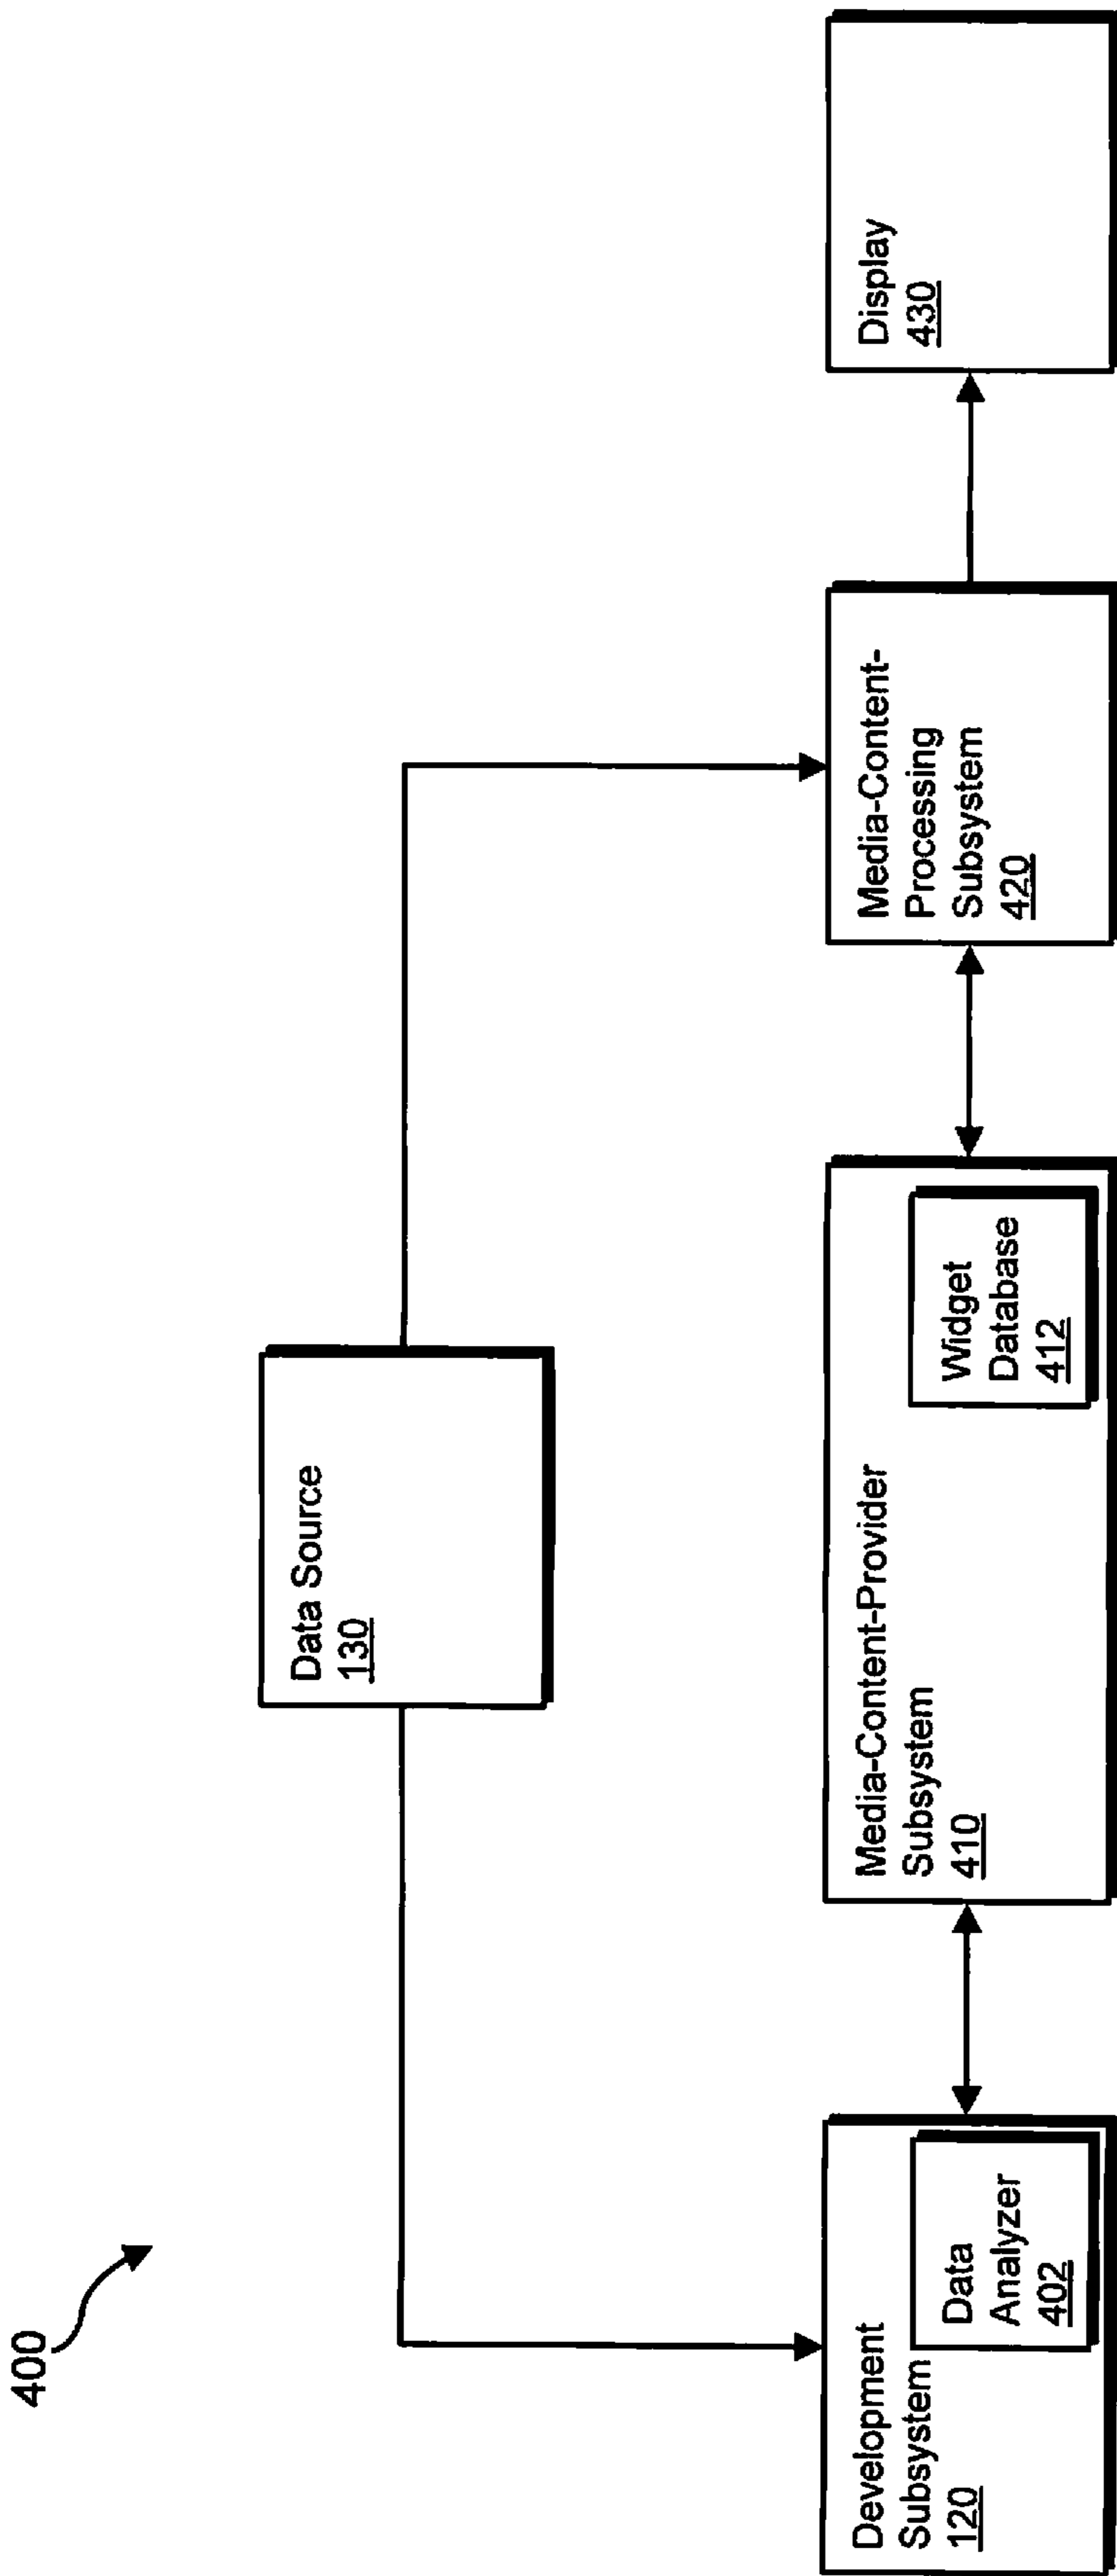 400
Data Source
130
Development
Subsystem
120
Data
Analyzer
402
Media-Content-Provider
Subsystem
410
Widget
Database
412
Media-Content-
Processing
Subsystem
420
Display
430